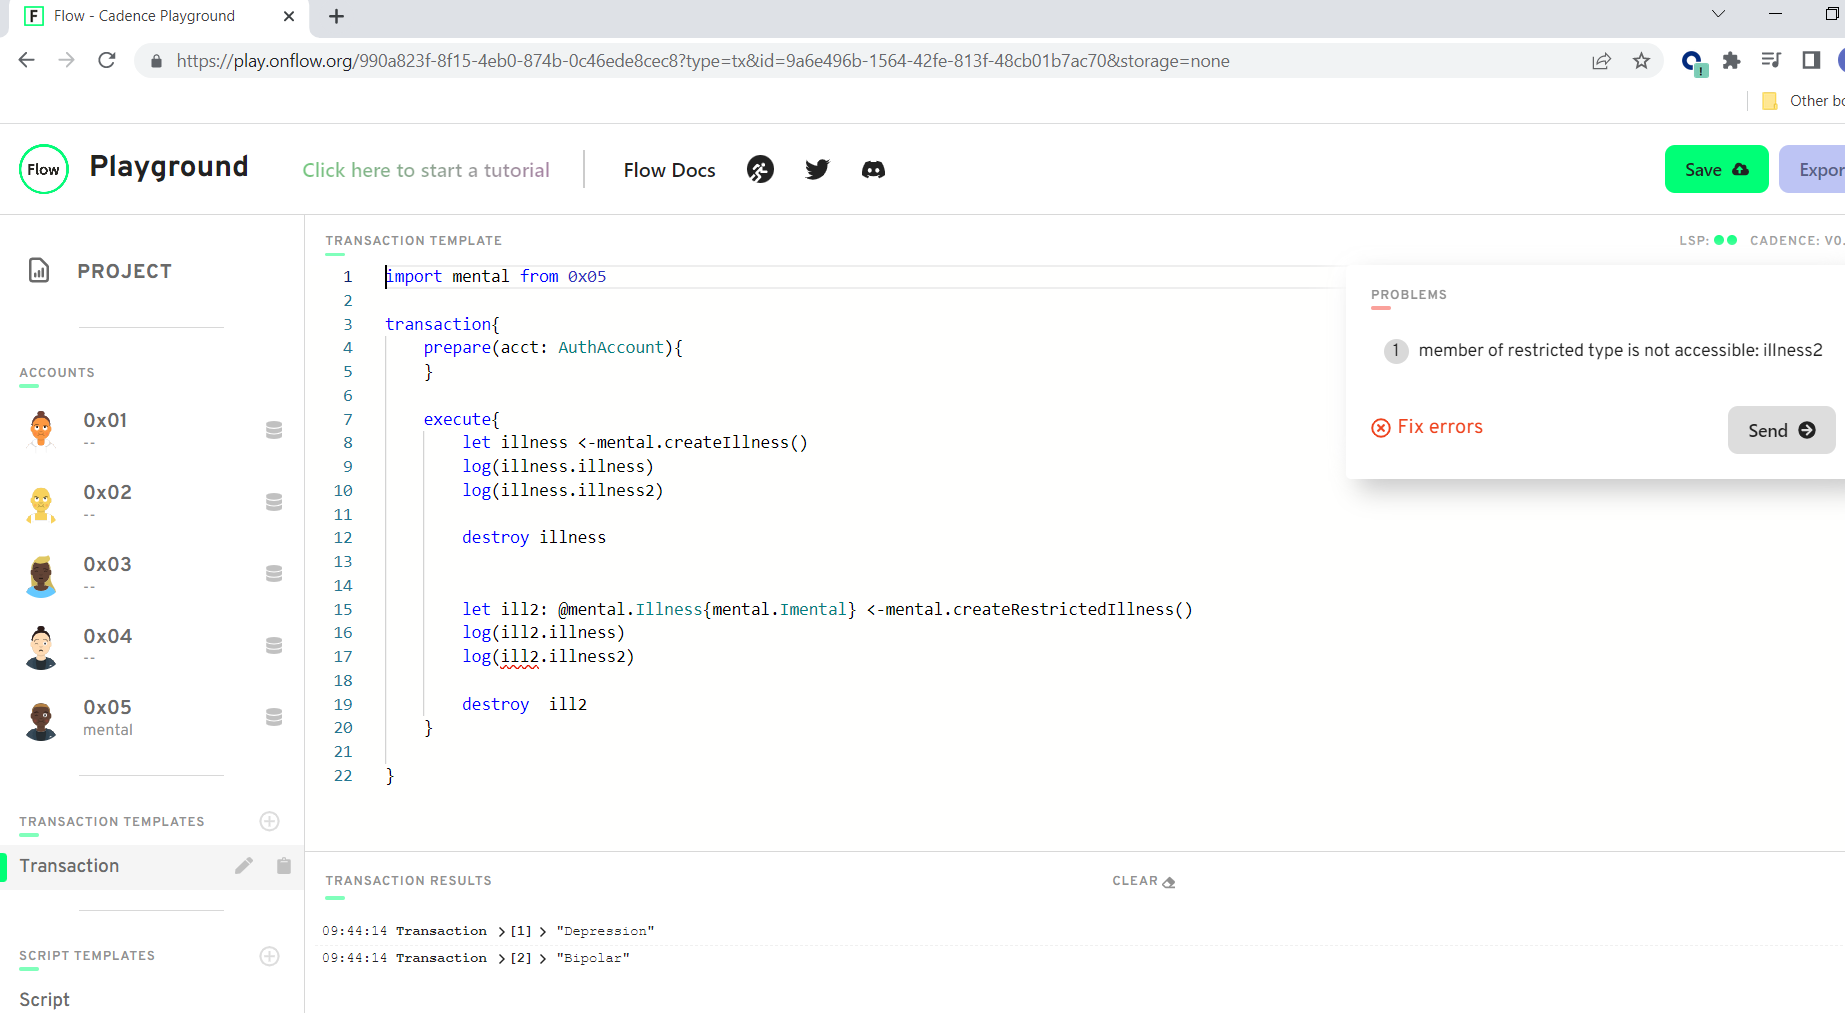 Flow - Cadence Playground
https://play.onflow.org/990a823f-8f15-4eb0-874b-0c46ede8cec8?type=tx&id=9a6e496b-1564-42fe-813f-48cb01b7ac70&storage=none
Other bo
Flow Playground
Click here to start a tutorial
Flow Docs
Save
Expor
PROJECT
ACCOUNTS
0x01
--
0x02
--
0x03
--
0x04
--
0x05
mental
TRANSACTION TEMPLATES
Transaction
SCRIPT TEMPLATES
Script
TRANSACTION TEMPLATE
LSP:
CADENCE: V0.
1 import mental from 0x05
2
3 transaction{
4 prepare(acct: AuthAccount){
5 }
6
7 execute{
8 let illness <-mental.createIllness()
9 log(illness.illness)
10 log(illness.illness2)
11
12 destroy illness
13
14
15 let ill2: @mental.Illness{mental.Imental} <-mental.createRestrictedIllness()
16 log(ill2.illness)
17 log(ill2.illness2)
18
19 destroy  ill2
20 }
21
22 }
PROBLEMS
1 member of restricted type is not accessible: illness2
Fix errors
Send
TRANSACTION RESULTS
CLEAR
09:44:14 Transaction > [1] > "Depression"
09:44:14 Transaction > [2] > "Bipolar"